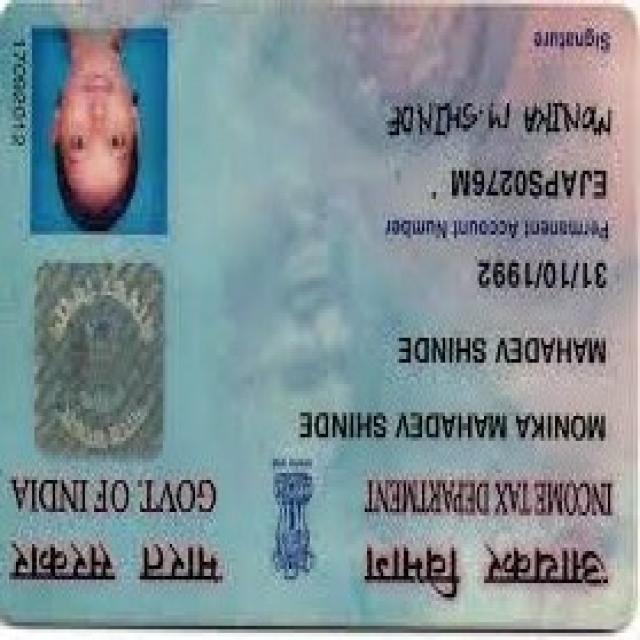 आयकर विभाग
भारत सरकार
INCOME TAX DEPARTMENT
GOVT. OF INDIA
MONIKA MAHADEV SHINDE
MAHADEV SHINDE
31/10/1992
Permanent Account Number
EJAPS0276M
MONIKA M. SHINDE
Signature
17092012